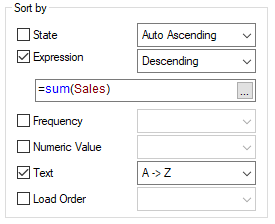 Sort by
State Auto Ascending
Expression Descending
=sum(Sales) ...
Frequency
Numeric Value
Text A -> Z
Load Order